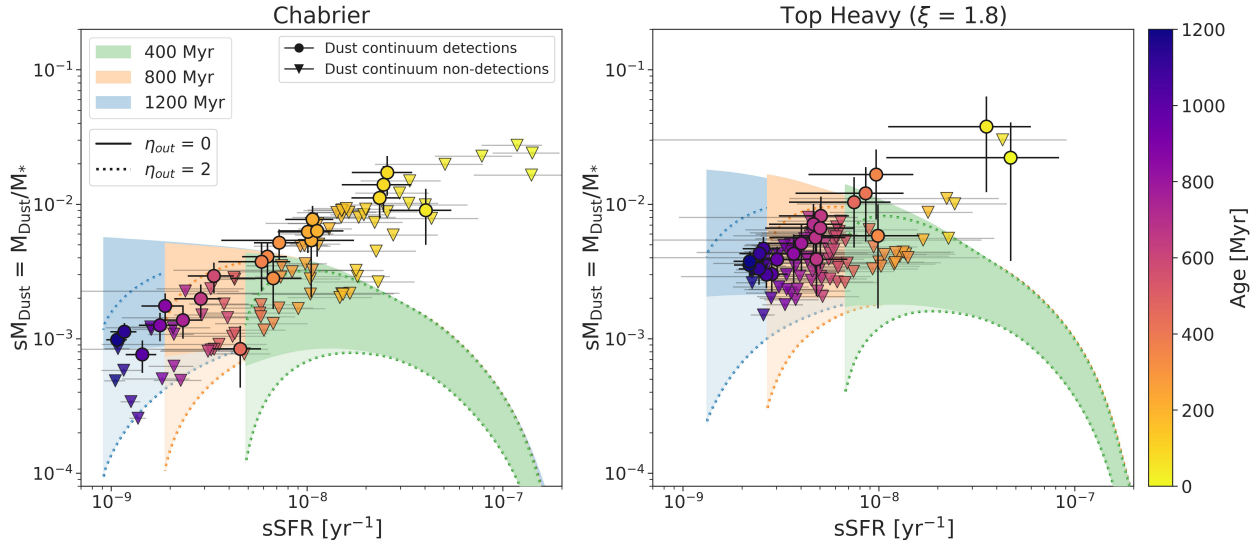 Chabrier
Top Heavy (ξ = 1.8)
400 Myr
800 Myr
1200 Myr
η_out = 0
η_out = 2
Dust continuum detections
Dust continuum non-detections
sM_Dust = M_Dust/M_*
10⁻¹
10⁻²
10⁻³
10⁻⁴
10⁻⁹
10⁻⁸
10⁻⁷
sSFR [yr⁻¹]
sM_Dust = M_Dust/M_*
10⁻¹
10⁻²
10⁻³
10⁻⁴
10⁻⁹
10⁻⁸
10⁻⁷
sSFR [yr⁻¹]
1200
1000
800
600
400
200
0
Age [Myr]